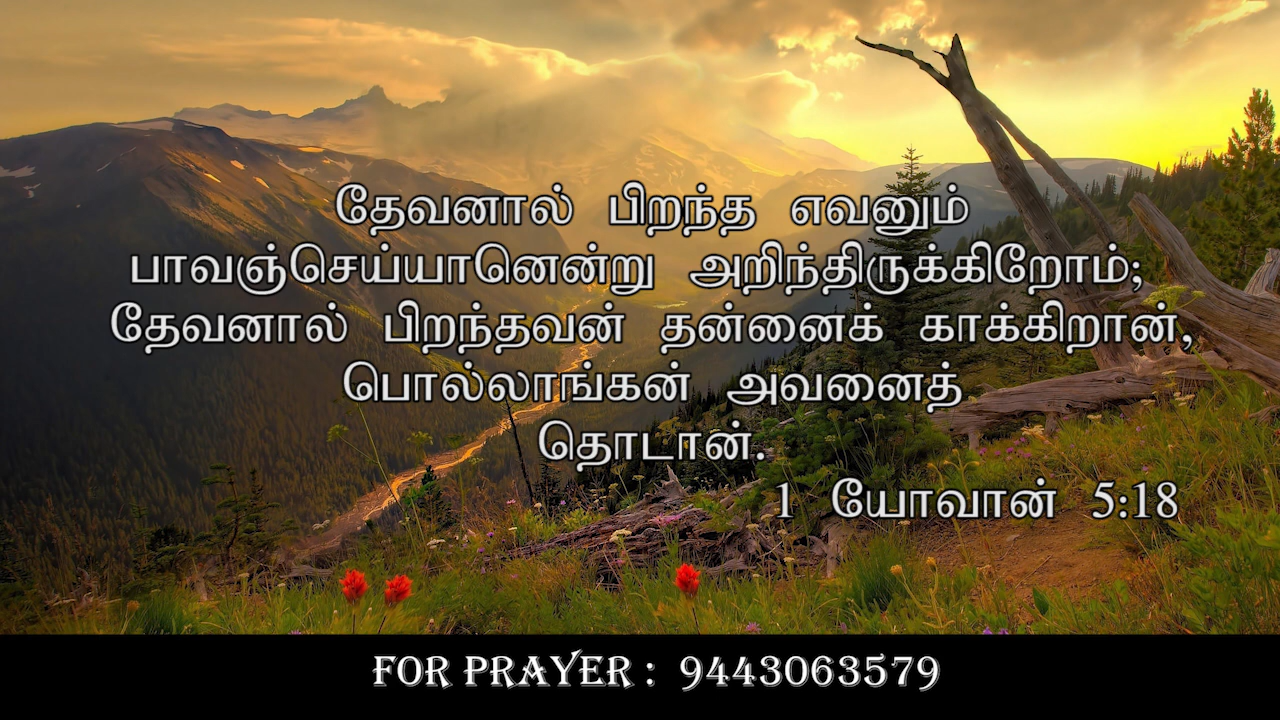 தேவனால் பிறந்த எவனும்
பாவஞ்செய்யானென்று அறிந்திருக்கிறோம்;
தேவனால் பிறந்தவன் தன்னைக் காக்கிறான்,
பொல்லாங்கன் அவனைத்
தொடான்.
1 யோவான் 5:18
FOR PRAYER : 9443063579